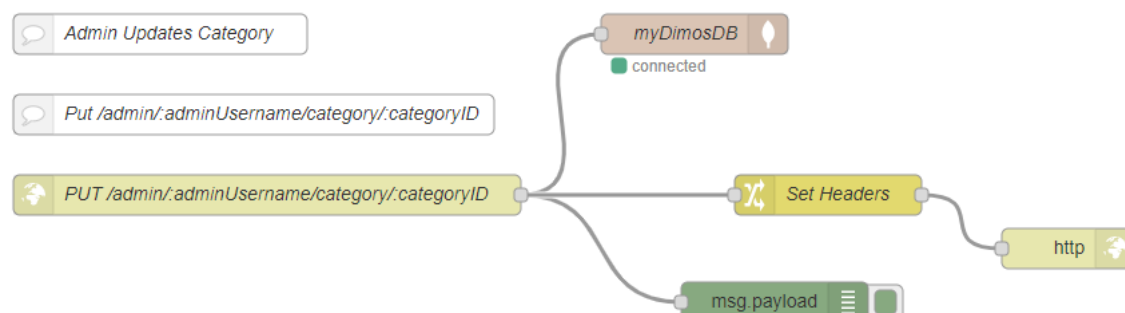 Admin Updates Category
myDimosDB
connected
Put /admin/:adminUsername/category/:categoryID
PUT /admin/:adminUsername/category/:categoryID
Set Headers
http
msg.payload